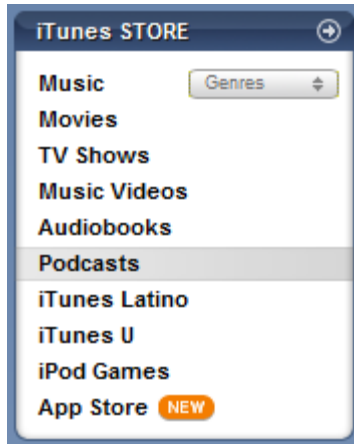 iTunes STORE
Music Genres
Movies
TV Shows
Music Videos
Audiobooks
Podcasts
iTunes Latino
iTunes U
iPod Games
App Store NEW